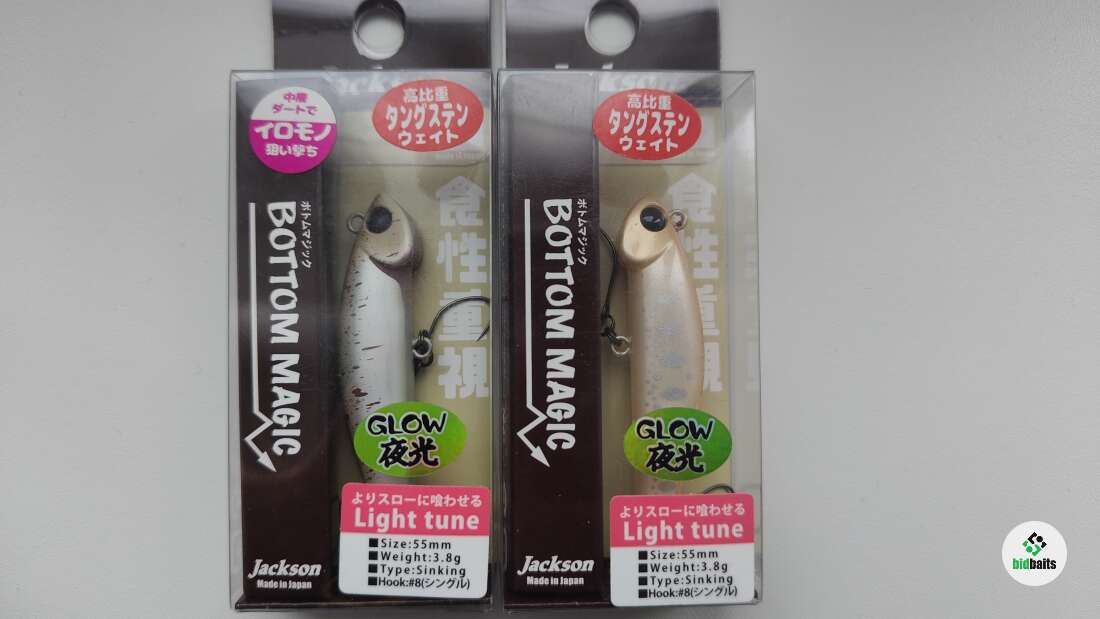 Jackson
中層
ダートで
イロモノ
狙い撃ち
高比重
タングステン
ウェイト
食性重視
ボトムマジック
BOTTOM MAGIC
GLOW
夜光
よりスローに喰わせる
Light tune
■Size:55mm
■Weight:3.8g
■Type:Sinking
■Hook:#8(シングル)
Jackson
Made in Japan
高比重
タングステン
ウェイト
食性重視
ボトムマジック
BOTTOM MAGIC
GLOW
夜光
よりスローに喰わせる
Light tune
■Size:55mm
■Weight:3.8g
■Type:Sinking
■Hook:#8(シングル)
Jackson
Made in Japan
bidbaits